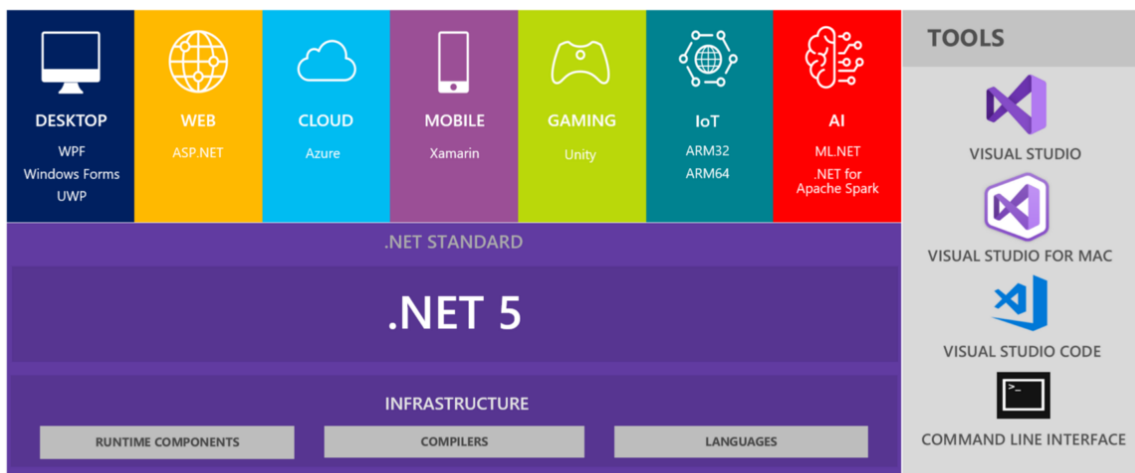 DESKTOP
WPF
Windows Forms
UWP
WEB
ASP.NET
CLOUD
Azure
MOBILE
Xamarin
GAMING
Unity
IoT
ARM32
ARM64
AI
ML.NET
.NET for
Apache Spark
.NET STANDARD
.NET 5
INFRASTRUCTURE
RUNTIME COMPONENTS
COMPILERS
LANGUAGES
TOOLS
VISUAL STUDIO
VISUAL STUDIO FOR MAC
VISUAL STUDIO CODE
>_
COMMAND LINE INTERFACE